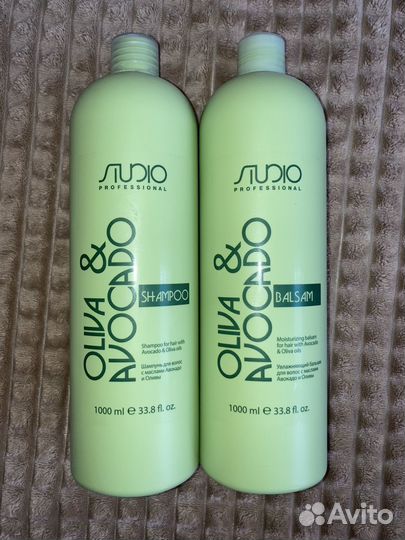 STUDIO
PROFESSIONAL
OLIVA &
AVOCADO
SHAMPOO
Shampoo for hair with
Avocado & Oliva oils
Шампунь для волос
с маслами Авокадо
и Оливы
1000 ml ℮ 33.8 fl. oz.
STUDIO
PROFESSIONAL
OLIVA &
AVOCADO
BALSAM
Moisturizing balsam
for hair with Avocado
& Oliva oils
Увлажняющий бальзам
для волос с маслами
Авокадо и Оливы
1000 ml ℮ 33.8 fl. oz.
Avito